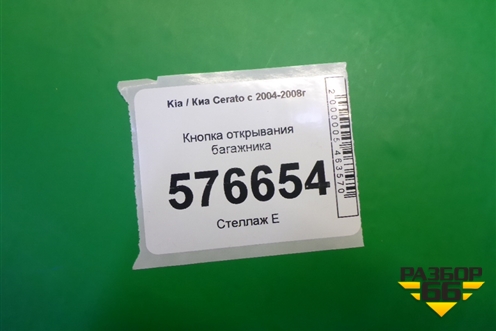 Kia / Киа Cerato с 2004-2008г
Кнопка открывания
багажника
576654
Стеллаж Е
2000005463570
РАЗБОР
66